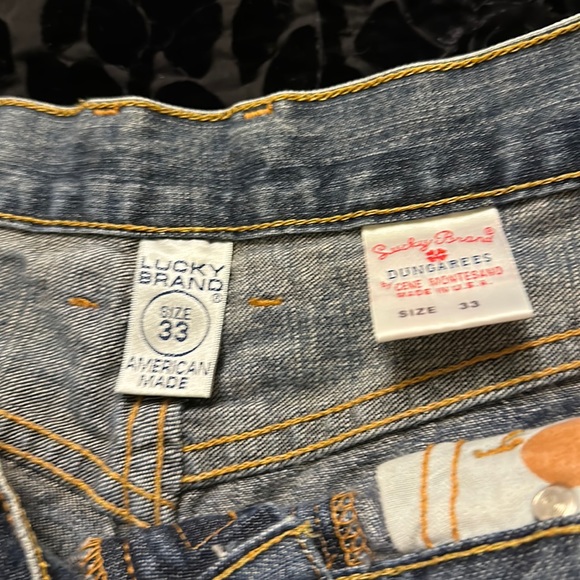 LUCKY
BRAND®
SIZE
33
AMERICAN
MADE
Lucky Brand
DUNGAREES
BY GENE MONTESANO
MADE IN U.S.A.
SIZE 33